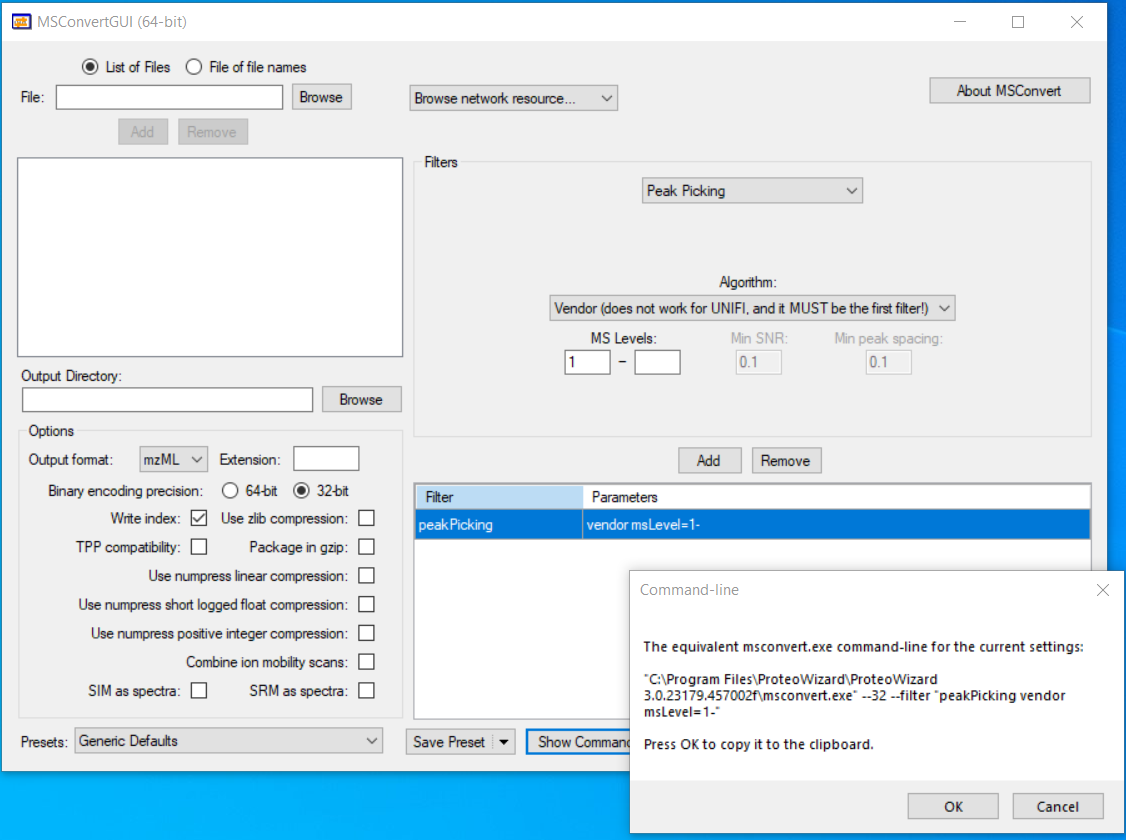 MSConvertGUI (64-bit)
List of Files File of file names
File: Browse Browse network resource... About MSConvert
Add Remove
Filters
Peak Picking
Algorithm:
Vendor (does not work for UNIFI, and it MUST be the first filter!)
MS Levels: Min SNR: Min peak spacing:
1 – 0.1 0.1
Output Directory:
Browse
Options
Output format: mzML Extension:
Binary encoding precision: 64-bit 32-bit
Write index: Use zlib compression:
TPP compatibility: Package in gzip:
Use numpress linear compression:
Use numpress short logged float compression:
Use numpress positive integer compression:
Combine ion mobility scans:
SIM as spectra: SRM as spectra:
Add Remove
Filter Parameters
peakPicking vendor msLevel=1-
Presets: Generic Defaults Save Preset Show Command
Command-line
The equivalent msconvert.exe command-line for the current settings:
"C:\Program Files\ProteoWizard\ProteoWizard
3.0.23179.457002f\msconvert.exe" --32 --filter "peakPicking vendor
msLevel=1-"
Press OK to copy it to the clipboard.
OK Cancel